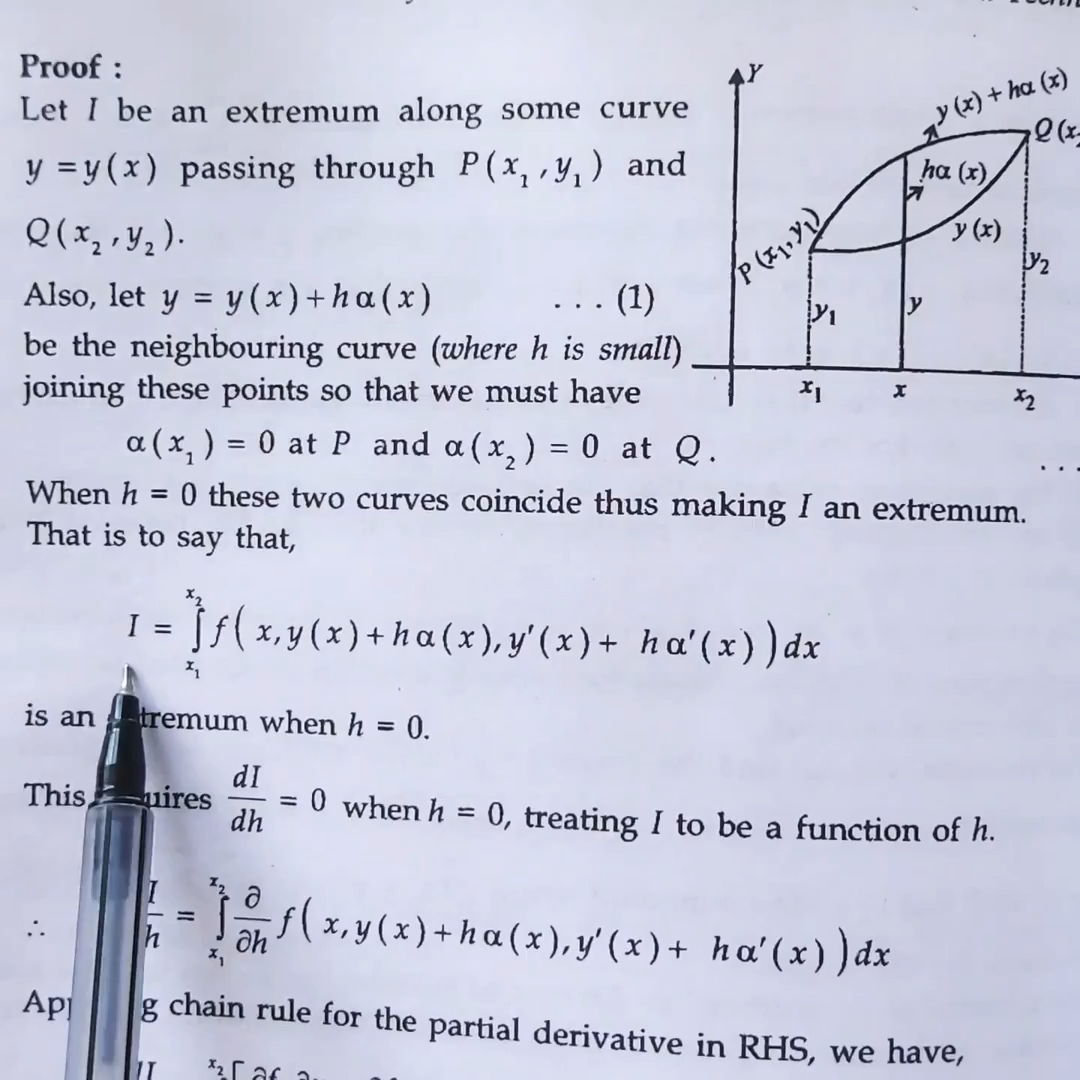 Proof :
Let I be an extremum along some curve
y = y(x) passing through P(x₁, y₁) and
Q(x₂, y₂).
Also, let y = y(x) + hα(x) ... (1)
be the neighbouring curve (where h is small)
joining these points so that we must have
α(x₁) = 0 at P and α(x₂) = 0 at Q.
...
When h = 0 these two curves coincide thus making I an extremum.
That is to say that,
I = ∫_{x₁}^{x₂} f( x, y(x) + hα(x), y′(x) + hα′(x) ) dx
is an tremum when h = 0.
This uires dI/dh = 0 when h = 0, treating I to be a function of h.
∴ I/h = ∫_{x₁}^{x₂} ∂/∂h f( x, y(x) + hα(x), y′(x) + hα′(x) ) dx
g chain rule for the partial derivative in RHS, we have,
Y
y(x) + hα(x)
Q(x
hα(x)
P(x₁, y₁)
y(x)
y₂
y₁
y
x₁
x
x₂